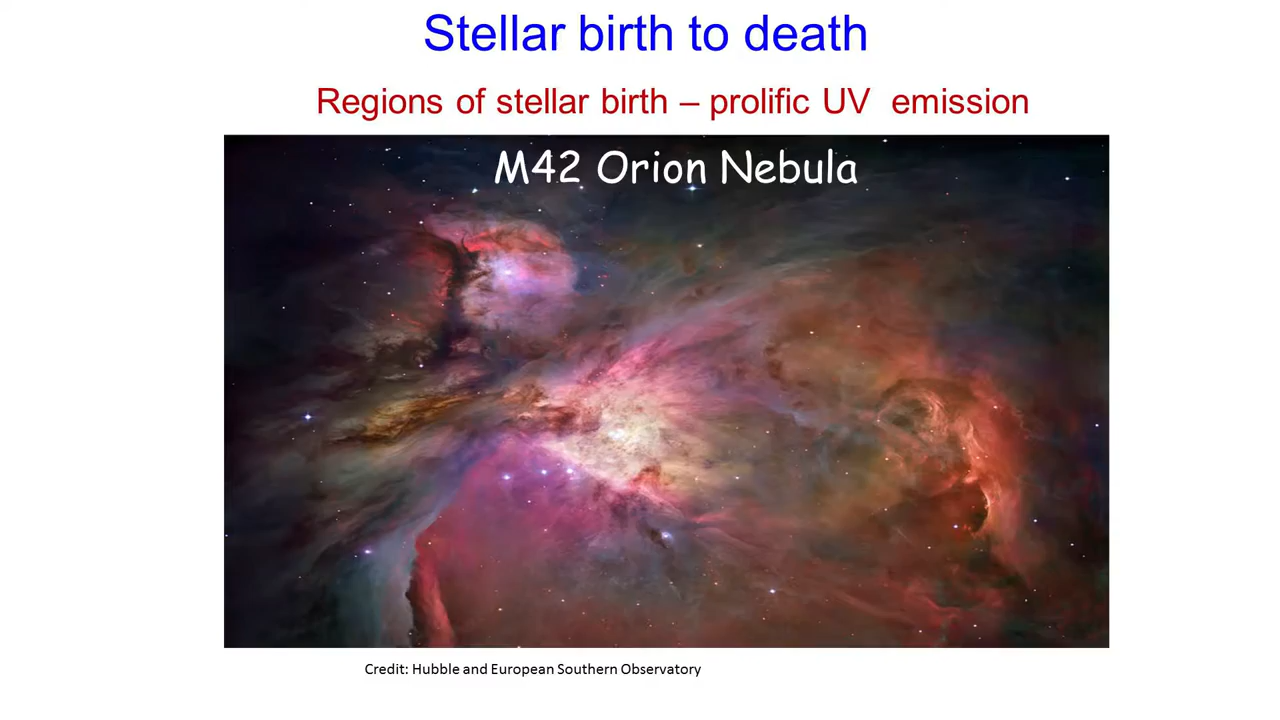 Stellar birth to death
Regions of stellar birth – prolific UV emission
M42 Orion Nebula
Credit: Hubble and European Southern Observatory